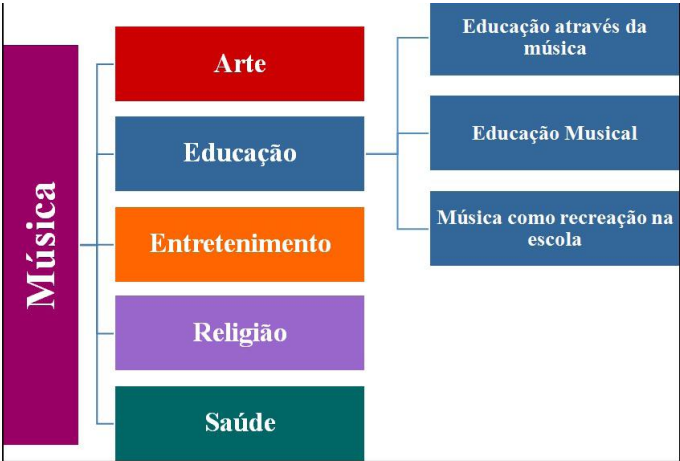 Música
Arte
Educação
Entretenimento
Religião
Saúde
Educação através da
música
Educação Musical
Música como recreação na
escola